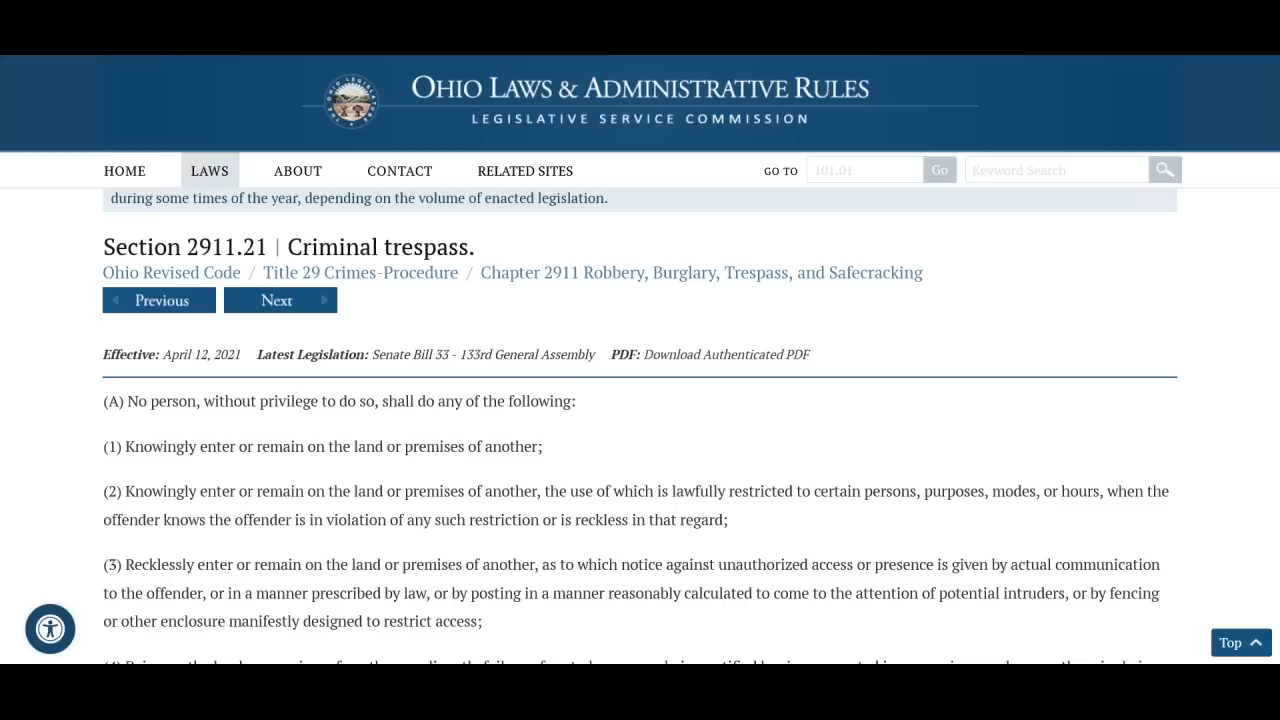 OHIO LAWS & ADMINISTRATIVE RULES
LEGISLATIVE SERVICE COMMISSION
HOME LAWS ABOUT CONTACT RELATED SITES GO TO 101.01 Go Keyword Search
during some times of the year, depending on the volume of enacted legislation.
Section 2911.21 | Criminal trespass.
Ohio Revised Code / Title 29 Crimes-Procedure / Chapter 2911 Robbery, Burglary, Trespass, and Safecracking
Previous Next
Effective: April 12, 2021 Latest Legislation: Senate Bill 33 - 133rd General Assembly PDF: Download Authenticated PDF
(A) No person, without privilege to do so, shall do any of the following:
(1) Knowingly enter or remain on the land or premises of another;
(2) Knowingly enter or remain on the land or premises of another, the use of which is lawfully restricted to certain persons, purposes, modes, or hours, when the
offender knows the offender is in violation of any such restriction or is reckless in that regard;
(3) Recklessly enter or remain on the land or premises of another, as to which notice against unauthorized access or presence is given by actual communication
to the offender, or in a manner prescribed by law, or by posting in a manner reasonably calculated to come to the attention of potential intruders, or by fencing
or other enclosure manifestly designed to restrict access;
Top